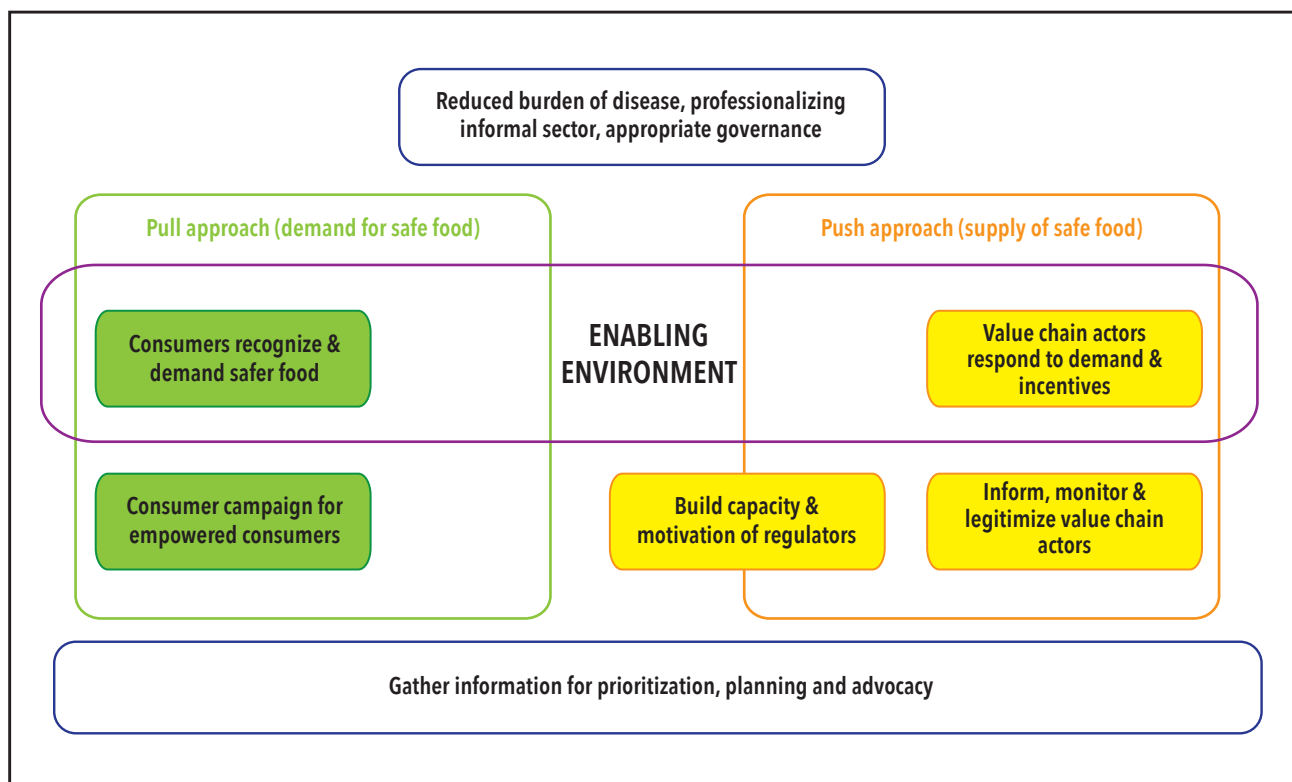 Reduced burden of disease, professionalizing
informal sector, appropriate governance
Pull approach (demand for safe food)
Push approach (supply of safe food)
Consumers recognize &
demand safer food
ENABLING
ENVIRONMENT
Value chain actors
respond to demand &
incentives
Consumer campaign for
empowered consumers
Build capacity &
motivation of regulators
Inform, monitor &
legitimize value chain
actors
Gather information for prioritization, planning and advocacy